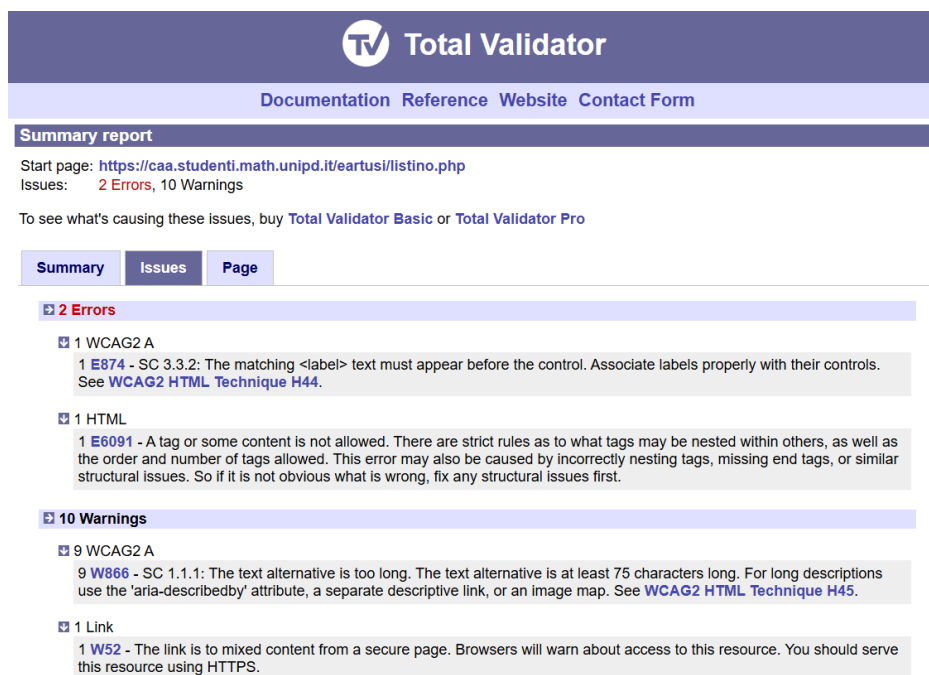 TV Total Validator
Documentation Reference Website Contact Form
Summary report
Start page: https://caa.studenti.math.unipd.it/eartusi/listino.php
Issues: 2 Errors, 10 Warnings
To see what's causing these issues, buy Total Validator Basic or Total Validator Pro
Summary Issues Page
2 Errors
1 WCAG2 A
1 E874 - SC 3.3.2: The matching <label> text must appear before the control. Associate labels properly with their controls.
See WCAG2 HTML Technique H44.
1 HTML
1 E6091 - A tag or some content is not allowed. There are strict rules as to what tags may be nested within others, as well as
the order and number of tags allowed. This error may also be caused by incorrectly nesting tags, missing end tags, or similar
structural issues. So if it is not obvious what is wrong, fix any structural issues first.
10 Warnings
9 WCAG2 A
9 W866 - SC 1.1.1: The text alternative is too long. The text alternative is at least 75 characters long. For long descriptions
use the 'aria-describedby' attribute, a separate descriptive link, or an image map. See WCAG2 HTML Technique H45.
1 Link
1 W52 - The link is to mixed content from a secure page. Browsers will warn about access to this resource. You should serve
this resource using HTTPS.